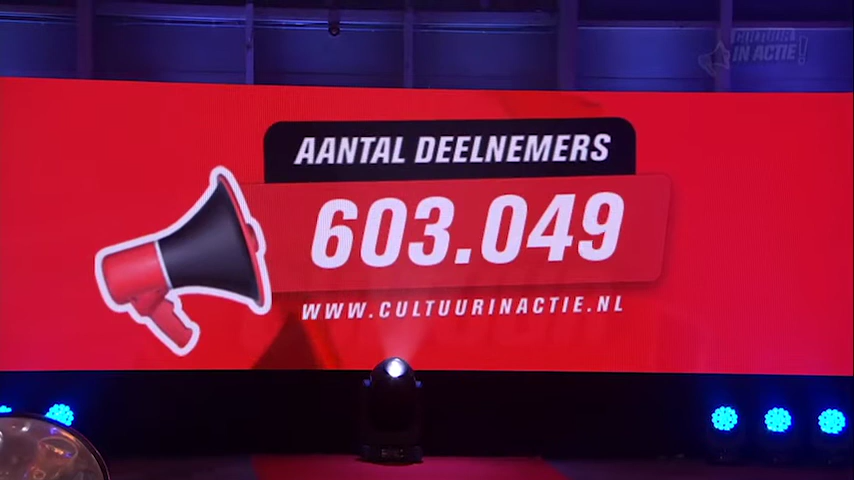 CULTUUR
IN ACTIE!
AANTAL DEELNEMERS
603.049
WWW.CULTUURINACTIE.NL